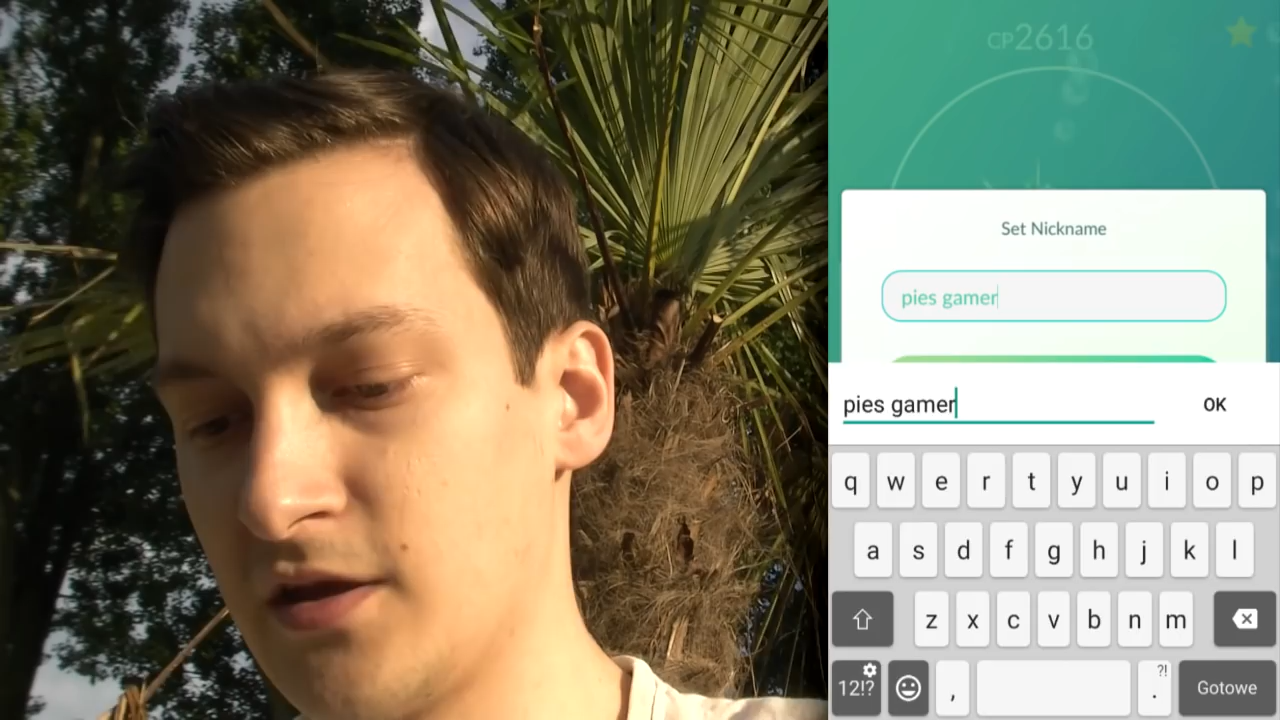 CP2616
Set Nickname
pies gamer
pies gamer
OK
q w e r t y u i o p
a s d f g h j k l
z x c v b n m
12!? , . ?! Gotowe